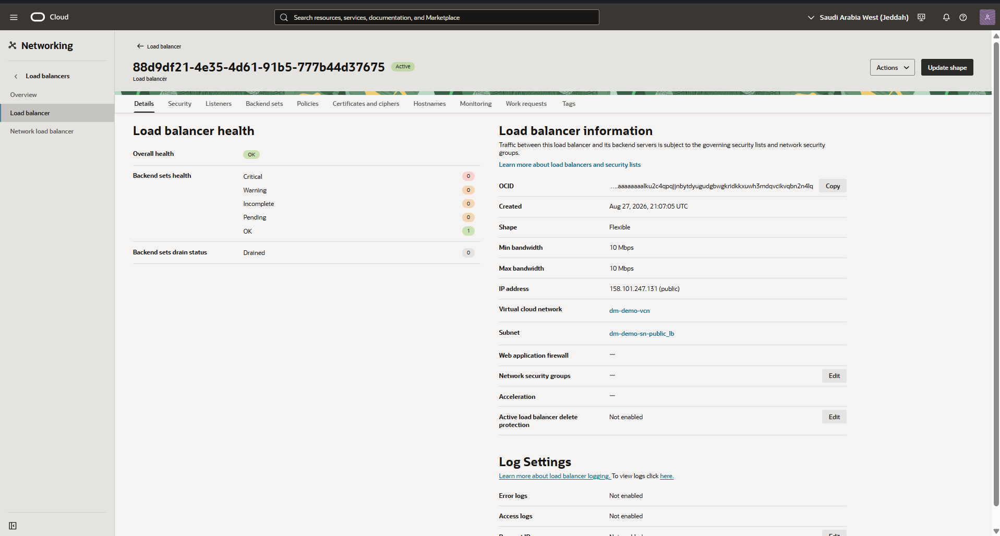 Cloud
Search resources, services, documentation, and Marketplace
Saudi Arabia West (Jeddah)
Networking
Load balancers
Overview
Load balancer
Network load balancer
Load balancer
88d9df21-4e35-4d61-91b5-777b44d37675
Active
Load balancer
Actions
Update shape
Details
Security
Listeners
Backend sets
Policies
Certificates and ciphers
Hostnames
Monitoring
Work requests
Tags
Load balancer health
Overall health
OK
Backend sets health
Critical
0
Warning
0
Incomplete
0
Pending
0
OK
1
Backend sets drain status
Drained
0
Load balancer information
Traffic between this load balancer and its backend servers is subject to the governing security lists and network security
groups.
Learn more about load balancers and security lists
OCID
....aaaaaaaalku2c4qpqjjnbytdyugudgbwgkridkkxuwh3mdqvcikvqbn2n4lq
Copy
Created
Aug 27, 2026, 21:07:05 UTC
Shape
Flexible
Min bandwidth
10 Mbps
Max bandwidth
10 Mbps
IP address
158.101.247.131 (public)
Virtual cloud network
dm-demo-vcn
Subnet
dm-demo-sn-public_lb
Web application firewall
—
Network security groups
—
Edit
Acceleration
—
Active load balancer delete
protection
Not enabled
Edit
Log Settings
Learn more about load balancer logging. To view logs click here.
Error logs
Not enabled
Access logs
Not enabled